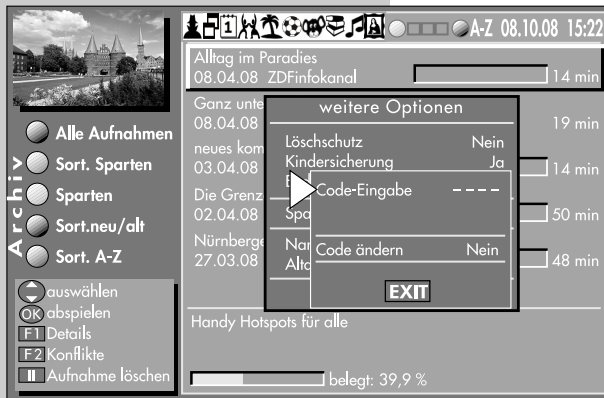 A-Z 08.10.08 15:22
Archiv
Alle Aufnahmen
Sort. Sparten
Sparten
Sort.neu/alt
Sort. A-Z
auswählen
OK abspielen
F1 Details
F2 Konflikte
Aufnahme löschen
Alltag im Paradies
08.04.08 ZDFinfokanal 14 min
Ganz unte
08.04.08 19 min
neues kom
03.04.08 14 min
Die Grenz
02.04.08 50 min
Nürnberge
27.03.08 48 min
weitere Optionen
Löschschutz Nein
Kindersicherung Ja
Code-Eingabe – – – –
Spa
Nar
Alta
Code ändern Nein
EXIT
Handy Hotspots für alle
belegt: 39,9 %